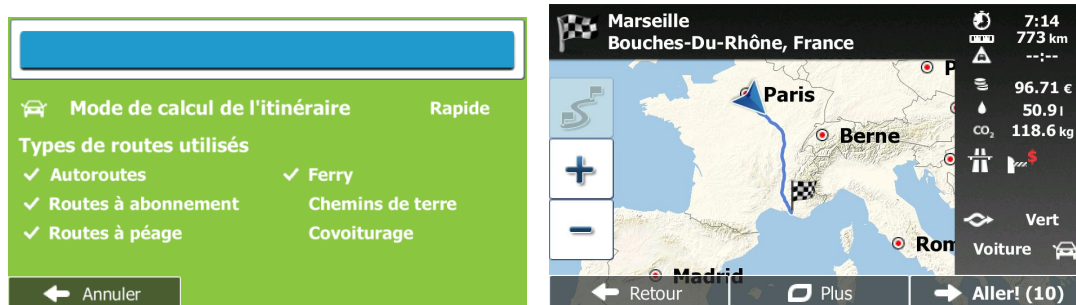 Mode de calcul de l'itinéraire Rapide
Types de routes utilisés
Autoroutes Ferry
Routes à abonnement Chemins de terre
Routes à péage Covoiturage
Annuler
Marseille
Bouches-Du-Rhône, France
7:14
773 km
--:--
96.71 €
50.9 l
CO₂ 118.6 kg
$
Vert
Voiture
P
Paris
Berne
Rom
Madrid
Retour
Plus
Aller! (10)